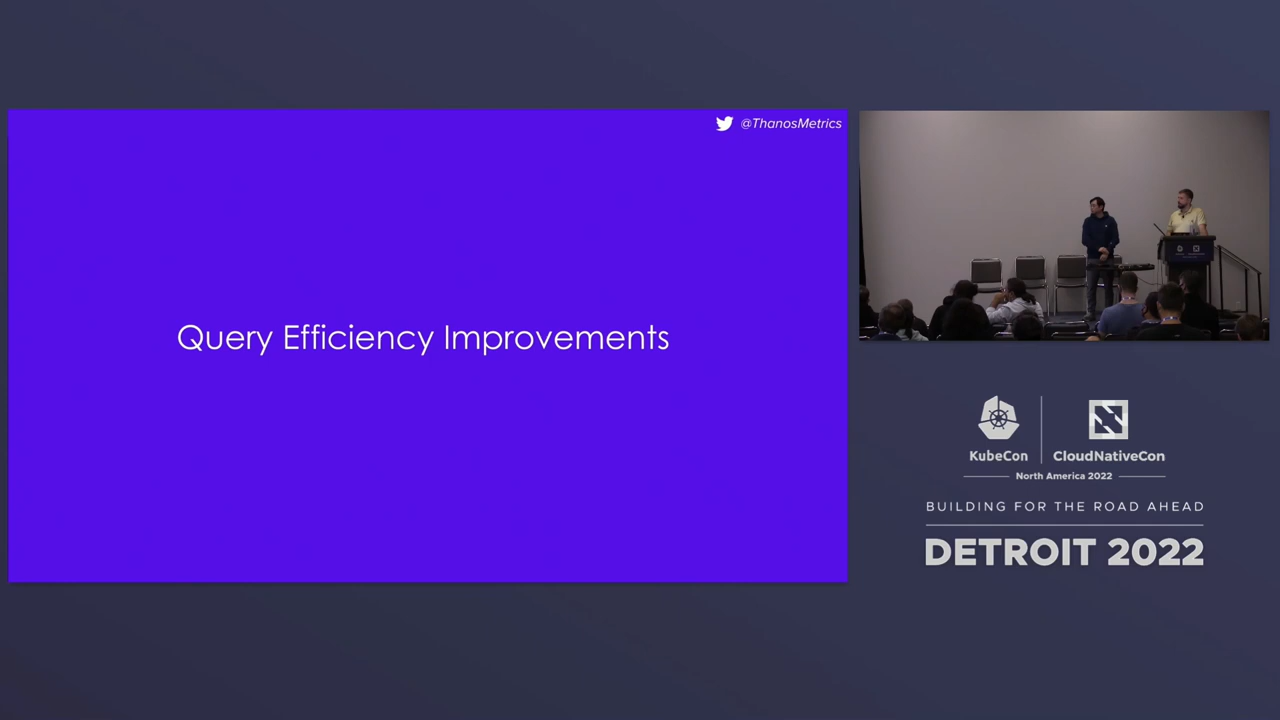 @ThanosMetrics
Query Efficiency Improvements
KubeCon
CloudNativeCon
North America 2022
BUILDING FOR THE ROAD AHEAD
DETROIT 2022